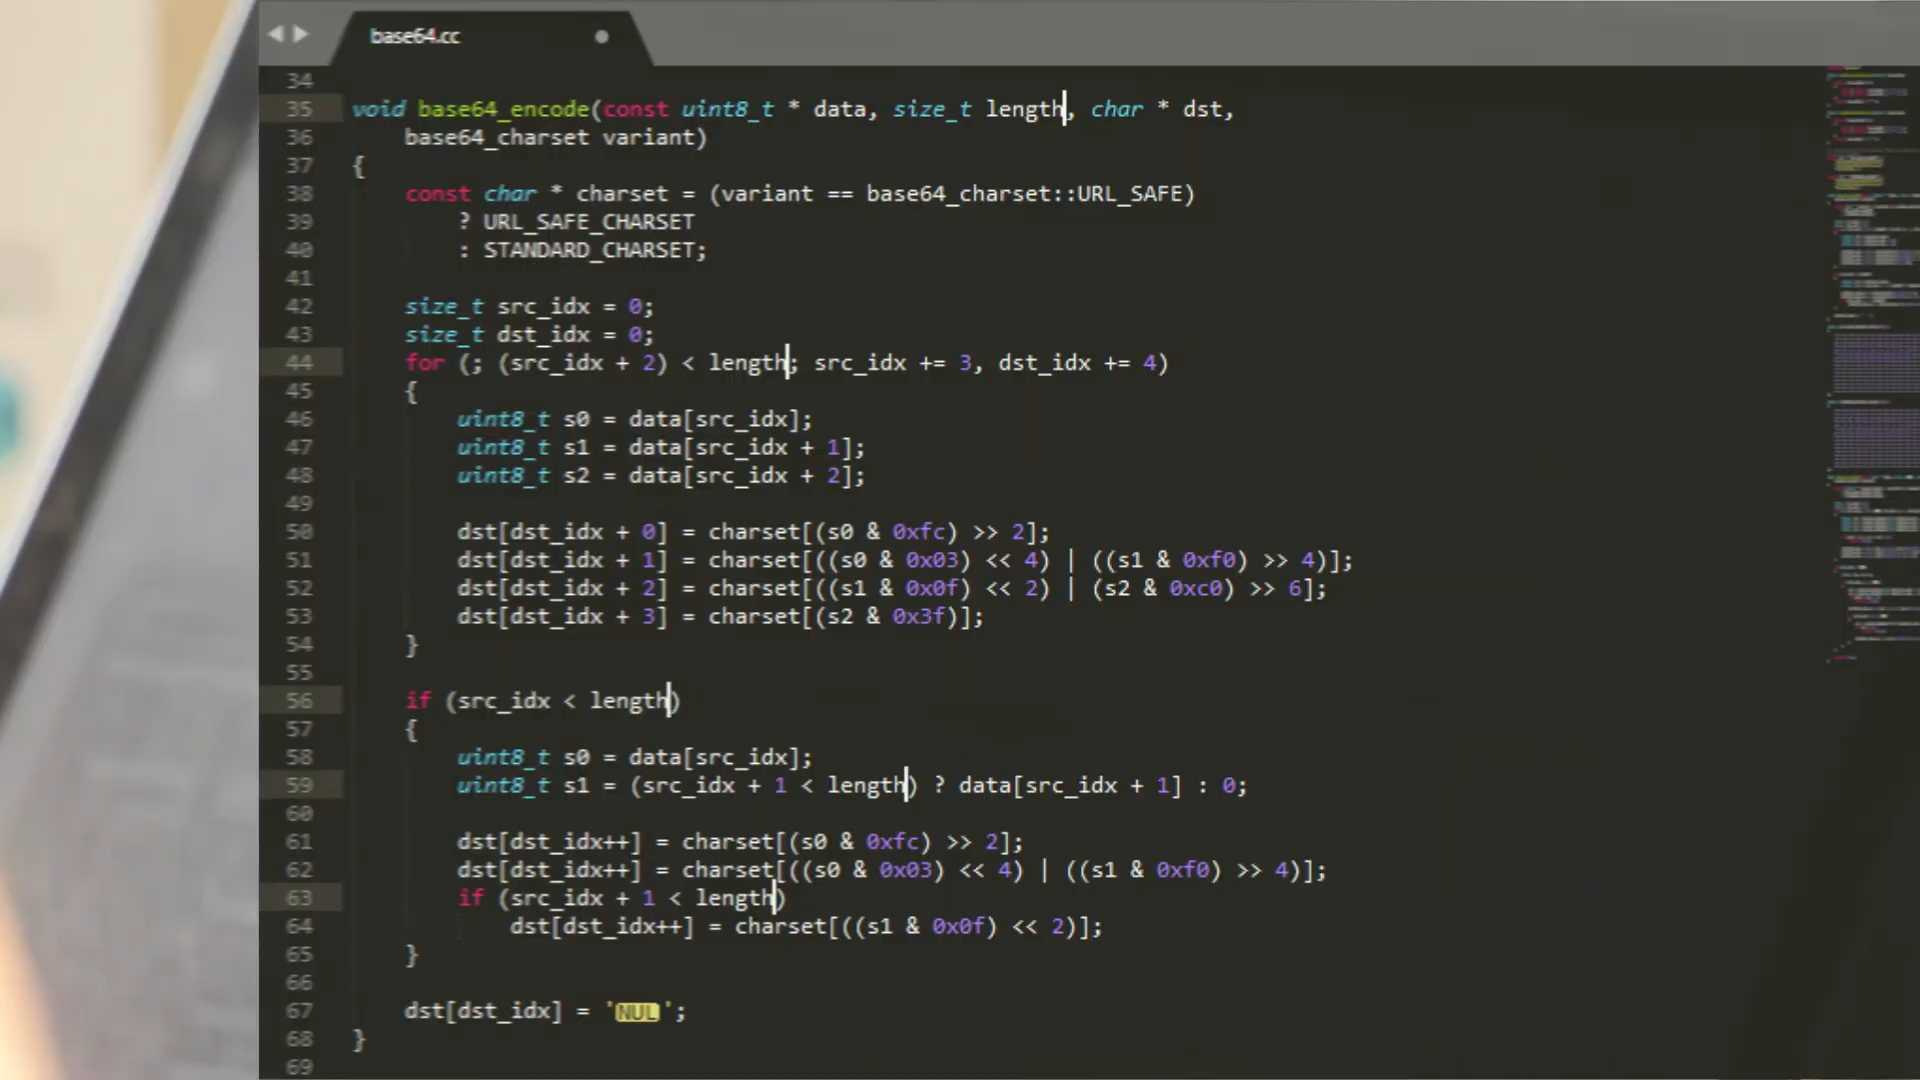 base64.cc
34
35 void base64_encode(const uint8_t * data, size_t length, char * dst,
36     base64_charset variant)
37 {
38     const char * charset = (variant == base64_charset::URL_SAFE)
39         ? URL_SAFE_CHARSET
40         : STANDARD_CHARSET;
41
42     size_t src_idx = 0;
43     size_t dst_idx = 0;
44     for (; (src_idx + 2) < length; src_idx += 3, dst_idx += 4)
45     {
46         uint8_t s0 = data[src_idx];
47         uint8_t s1 = data[src_idx + 1];
48         uint8_t s2 = data[src_idx + 2];
49
50         dst[dst_idx + 0] = charset[(s0 & 0xfc) >> 2];
51         dst[dst_idx + 1] = charset[((s0 & 0x03) << 4) | ((s1 & 0xf0) >> 4)];
52         dst[dst_idx + 2] = charset[((s1 & 0x0f) << 2) | (s2 & 0xc0) >> 6];
53         dst[dst_idx + 3] = charset[(s2 & 0x3f)];
54     }
55
56     if (src_idx < length)
57     {
58         uint8_t s0 = data[src_idx];
59         uint8_t s1 = (src_idx + 1 < length) ? data[src_idx + 1] : 0;
60
61         dst[dst_idx++] = charset[(s0 & 0xfc) >> 2];
62         dst[dst_idx++] = charset[((s0 & 0x03) << 4) | ((s1 & 0xf0) >> 4)];
63         if (src_idx + 1 < length)
64             dst[dst_idx++] = charset[((s1 & 0x0f) << 2)];
65     }
66
67     dst[dst_idx] = 'NUL';
68 }
69